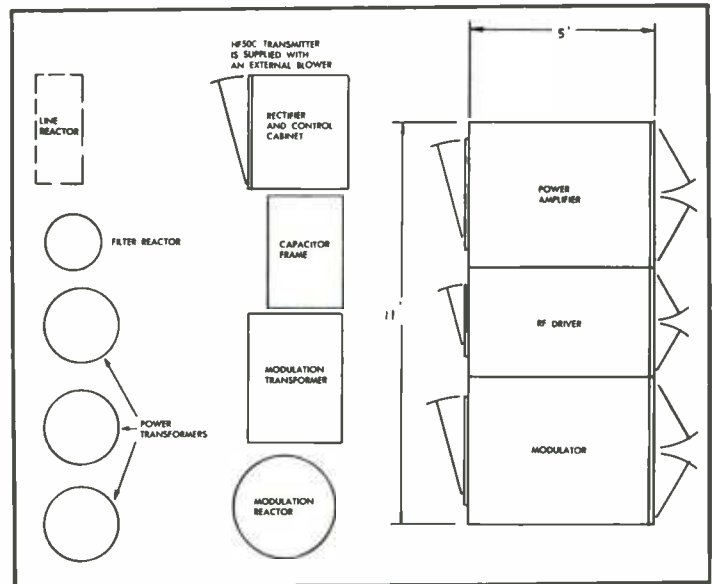 HF50C TRANSMITTER
IS SUPPLIED WITH
AN EXTERNAL BLOWER
5'
LINE
REACTOR
RECTIFIER
AND CONTROL
CABINET
POWER
AMPLIFIER
FILTER REACTOR
CAPACITOR
FRAME
11'
RF DRIVER
MODULATION
TRANSFORMER
POWER
TRANSFORMERS
MODULATOR
MODULATION
REACTOR